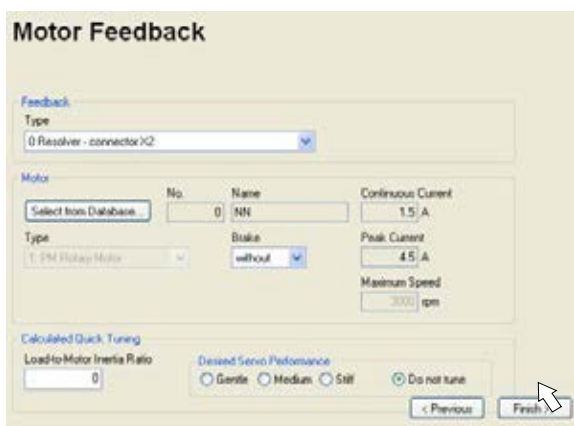 Motor Feedback
Feedback
Type
0 Resolver - connector X2
Motor
No. Name Continuous Current
Select from Database... 0 NN 1.5 A
Type Brake Peak Current
1: PM Rotary Motor without 4.5 A
Maximum Speed
3000 rpm
Calculated Quick Tuning
Load-to-Motor Inertia Ratio Desired Servo Performance
0 Gentle Medium Stiff Do not tune
< Previous Finish >